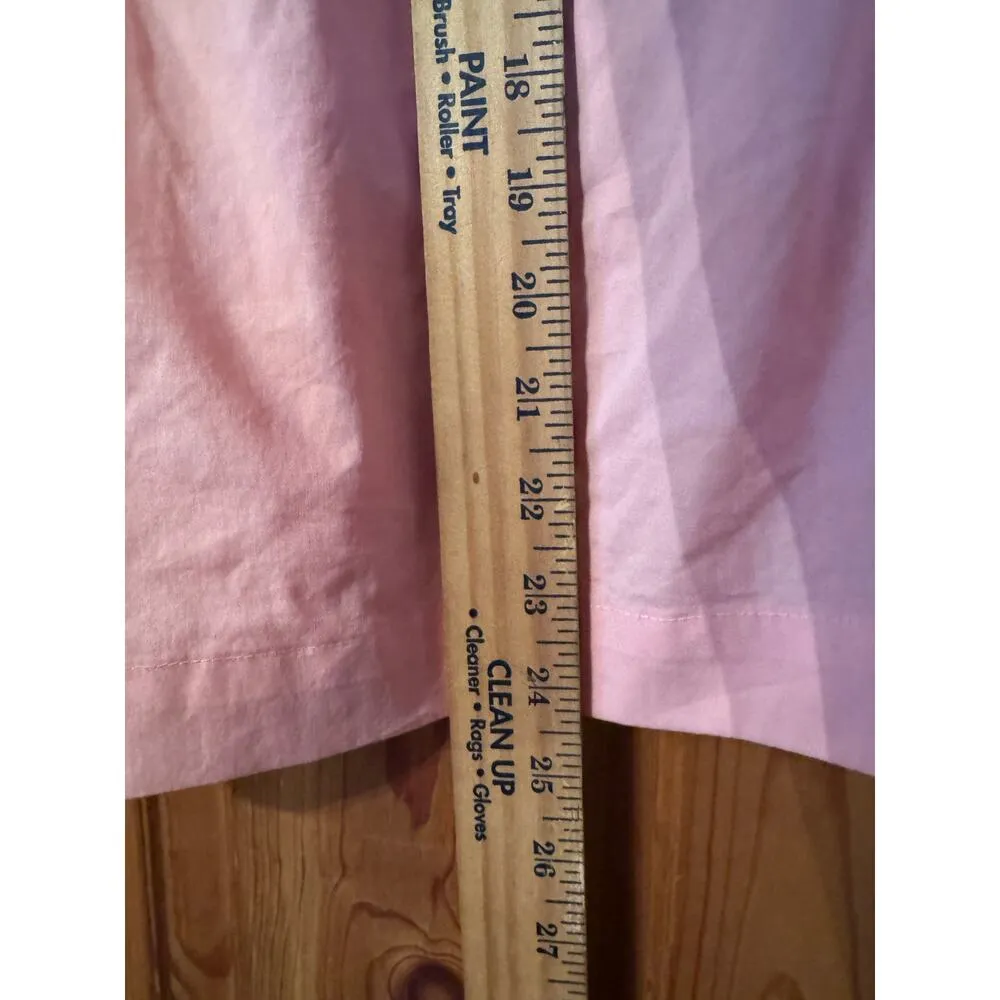 PAINT
Brush • Roller • Tray
CLEAN UP
• Cleaner • Rags • Gloves
18
19
20
21
22
23
24
25
26
27